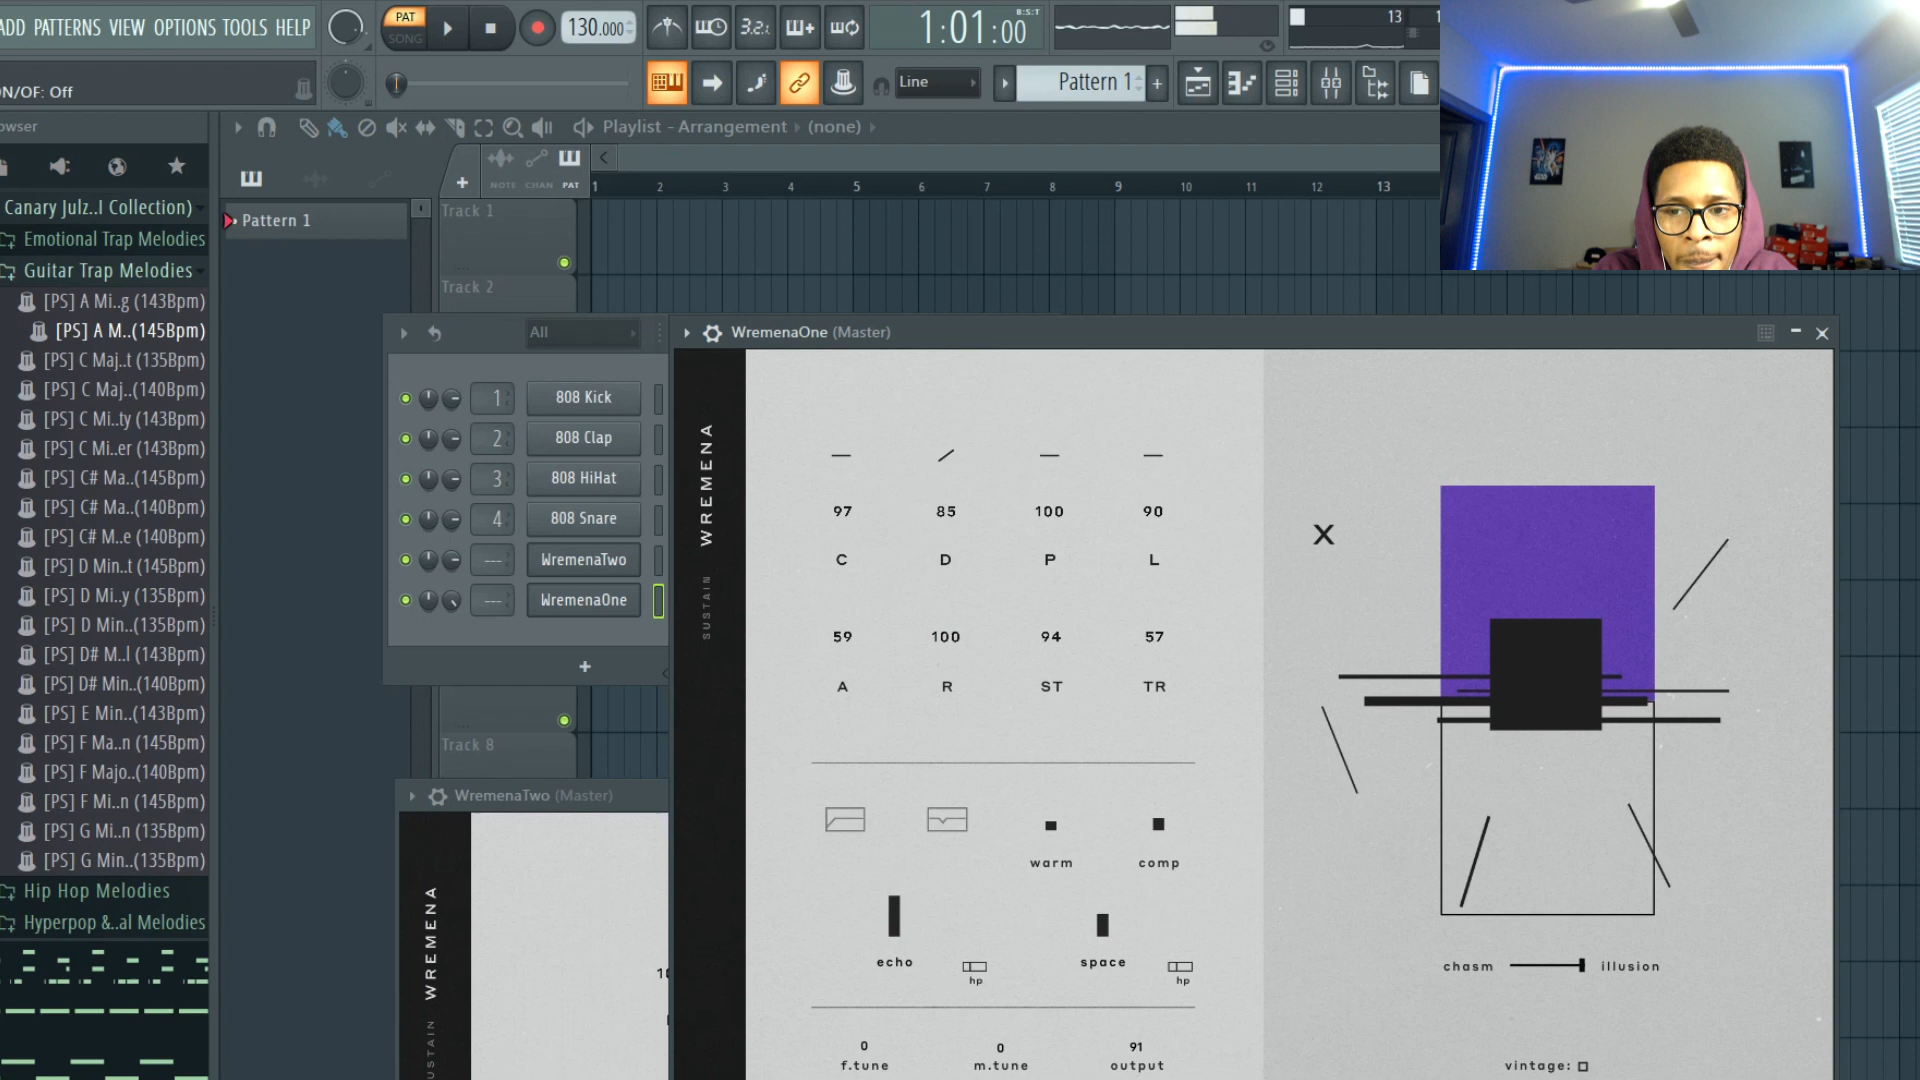 ADD PATTERNS VIEW OPTIONS TOOLS HELP
PAT
SONG
130.000
3.2.
1:01:00
B:S:T
13
ON/OF: Off
Line
Pattern 1
+
owser
Playlist - Arrangement
(none)
NOTE CHAN PAT
1 2 3 4 5 6 7 8 9 10 11 12 13
Pattern 1
Track 1
Track 2
Track 8
Canary Julz..I Collection)
Emotional Trap Melodies
Guitar Trap Melodies
[PS] A Mi..g (143Bpm)
[PS] A M..(145Bpm)
[PS] C Maj..t (135Bpm)
[PS] C Maj..(140Bpm)
[PS] C Mi..ty (143Bpm)
[PS] C Mi..er (143Bpm)
[PS] C# Ma..(145Bpm)
[PS] C# Ma..(140Bpm)
[PS] C# M..e (140Bpm)
[PS] D Min..t (145Bpm)
[PS] D Mi..y (135Bpm)
[PS] D Min..(135Bpm)
[PS] D# M..l (143Bpm)
[PS] D# Min..(140Bpm)
[PS] E Min..(143Bpm)
[PS] F Ma..n (145Bpm)
[PS] F Majo..(140Bpm)
[PS] F Mi..n (145Bpm)
[PS] G Mi..n (135Bpm)
[PS] G Min..(135Bpm)
Hip Hop Melodies
Hyperpop &..al Melodies
All
1 808 Kick
2 808 Clap
3 808 HiHat
4 808 Snare
--- WremenaTwo
--- WremenaOne
+
WremenaTwo (Master)
WREMENA
SUSTAIN
WremenaOne (Master)
WREMENA
SUSTAIN
97 85 100 90
C D P L
59 100 94 57
A R ST TR
warm comp
echo hp space hp
0 0 91
f.tune m.tune output
X
chasm illusion
vintage: